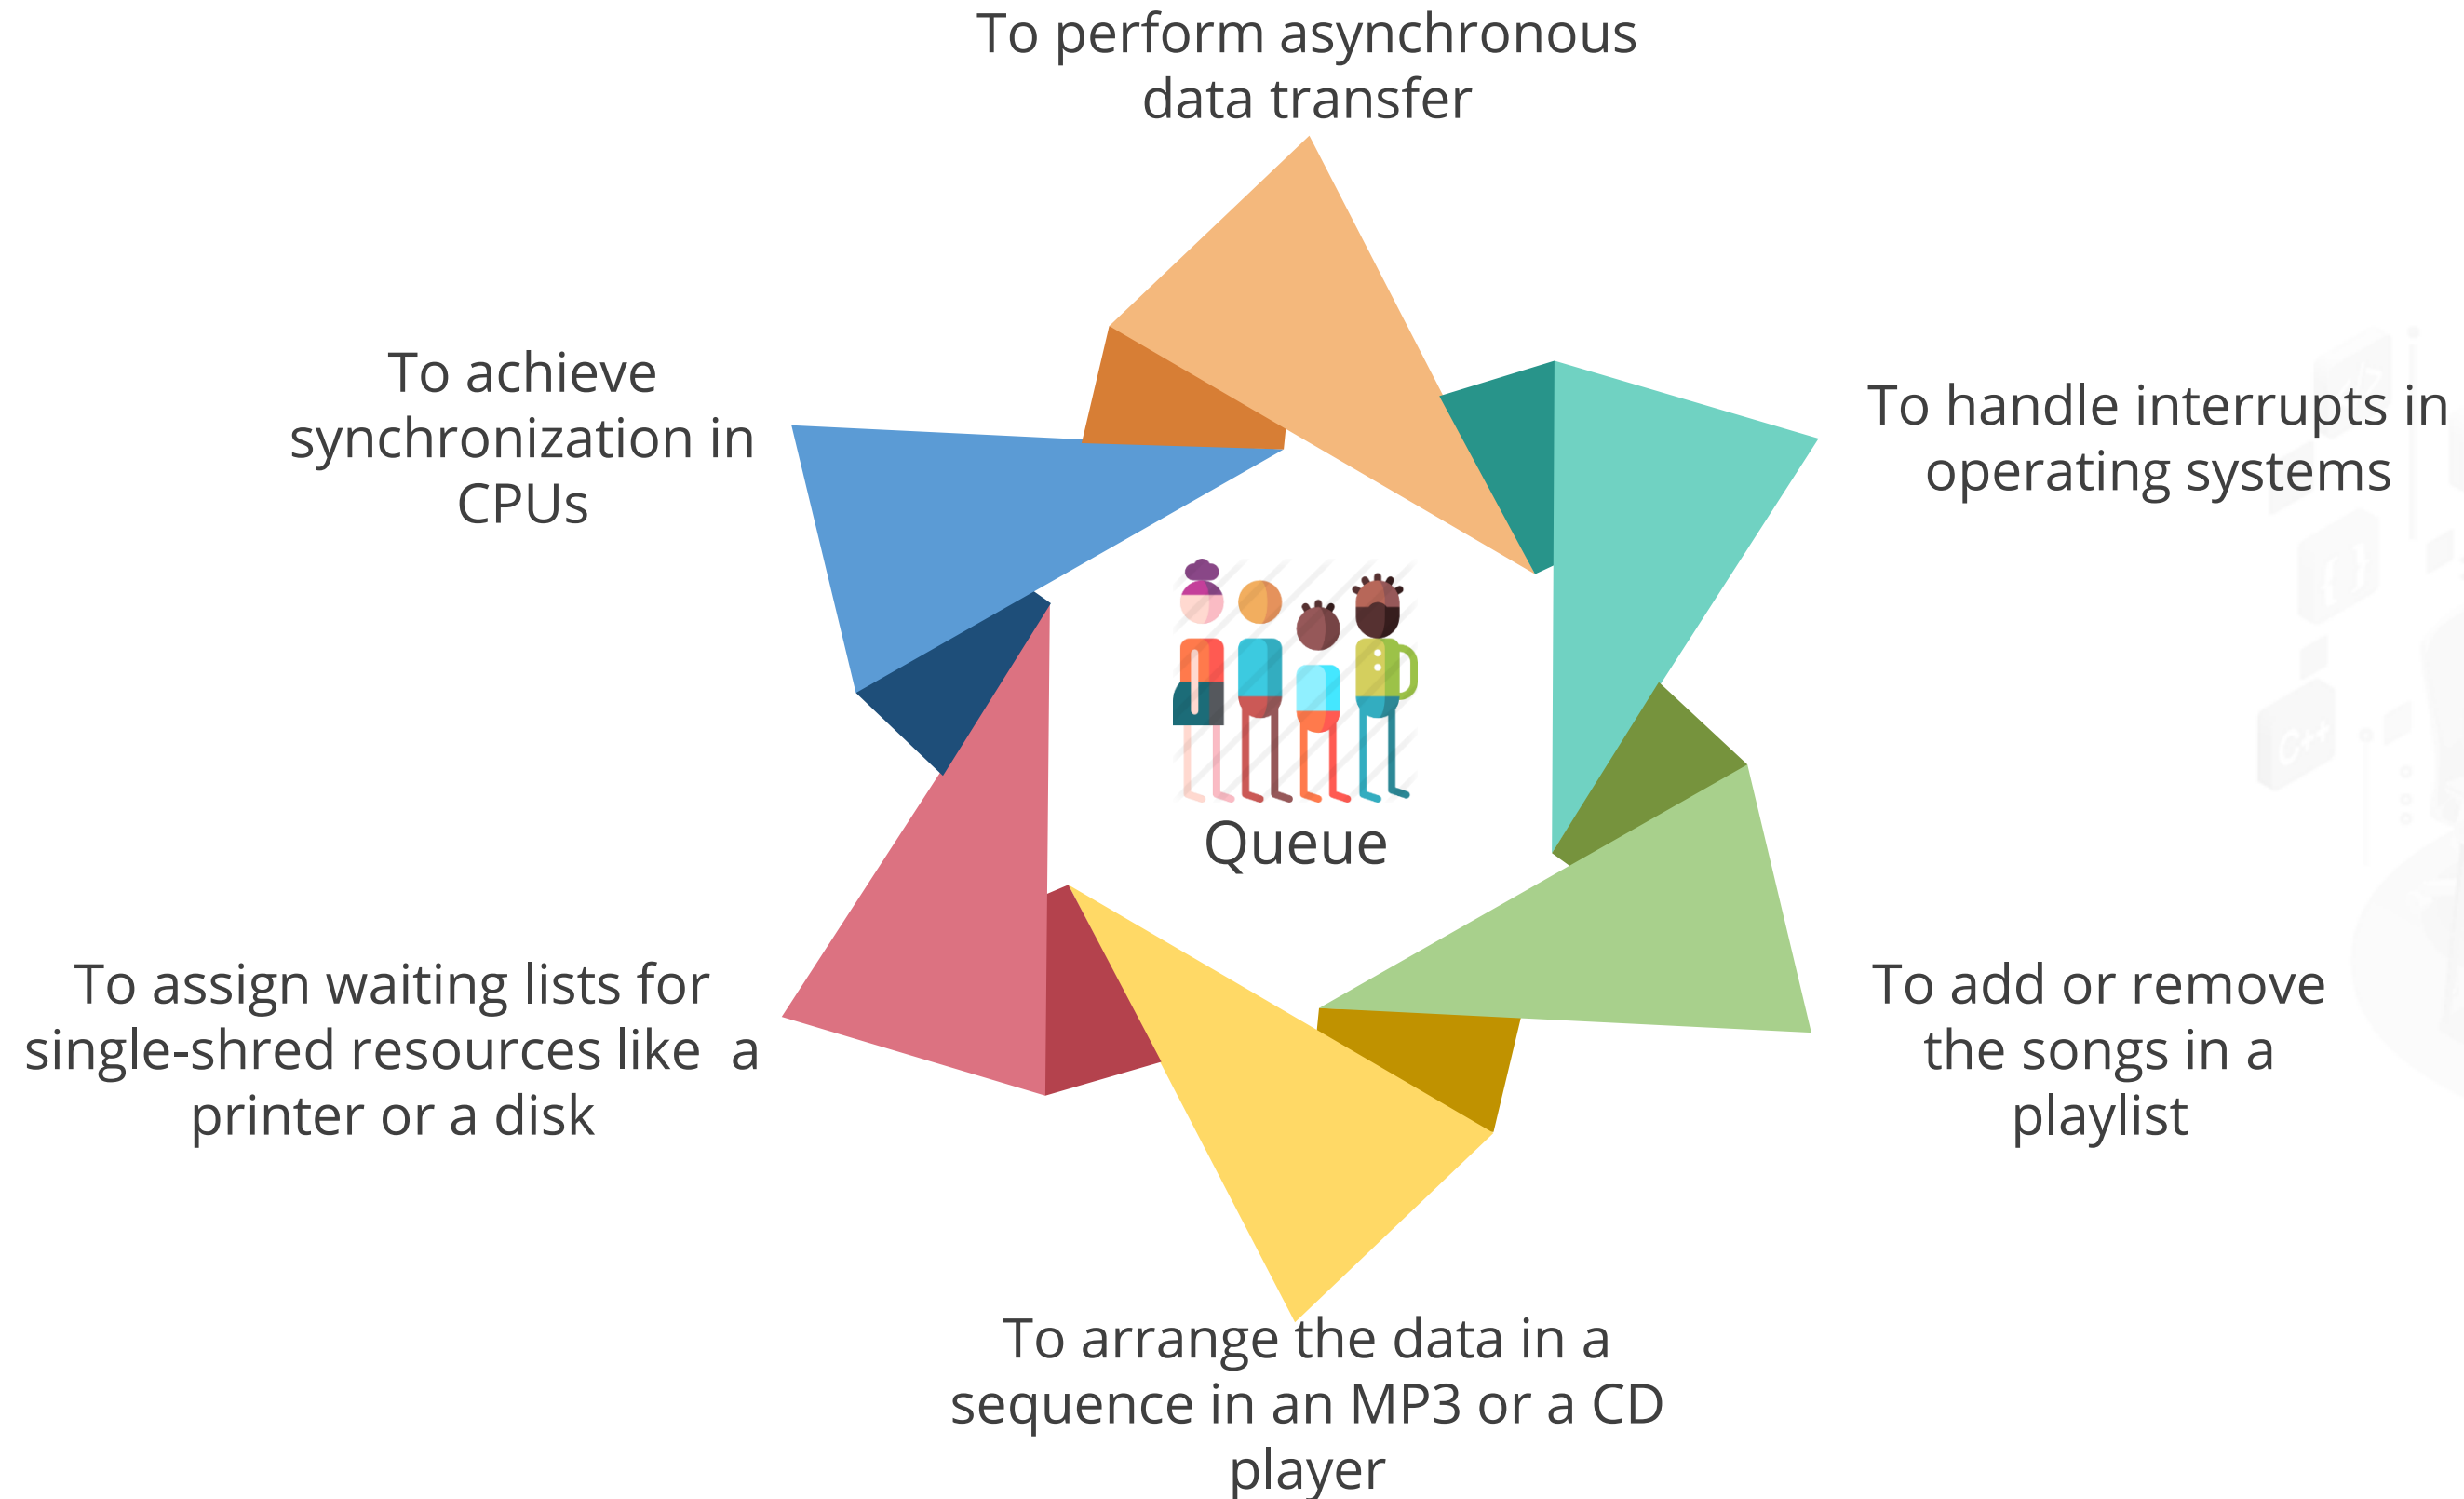 To perform asynchronous
data transfer
To achieve
sychronization in
CPUs
To handle interrupts in
operating systems
Queue
To assign waiting lists for
single-shred resources like  a
printer or a disk
To add or remove
the songs in a
playlist
To arrange the data in a
sequence in an MP3 or a CD
player
C++
{ }